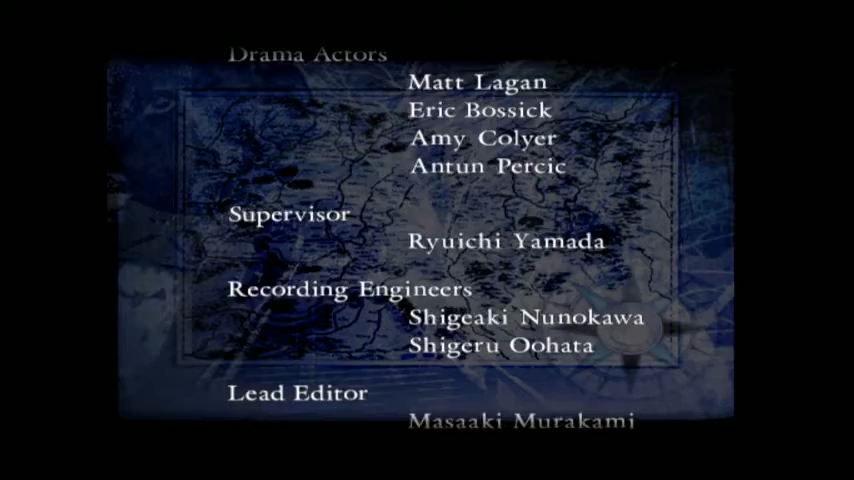 Drama Actors
Matt Lagan
Eric Bossick
Amy Colyer
Antun Percic
Supervisor
Ryuichi Yamada
Recording Engineers
Shigeaki Nunokawa
Shigeru Oohata
Lead Editor
Masaaki Murakami